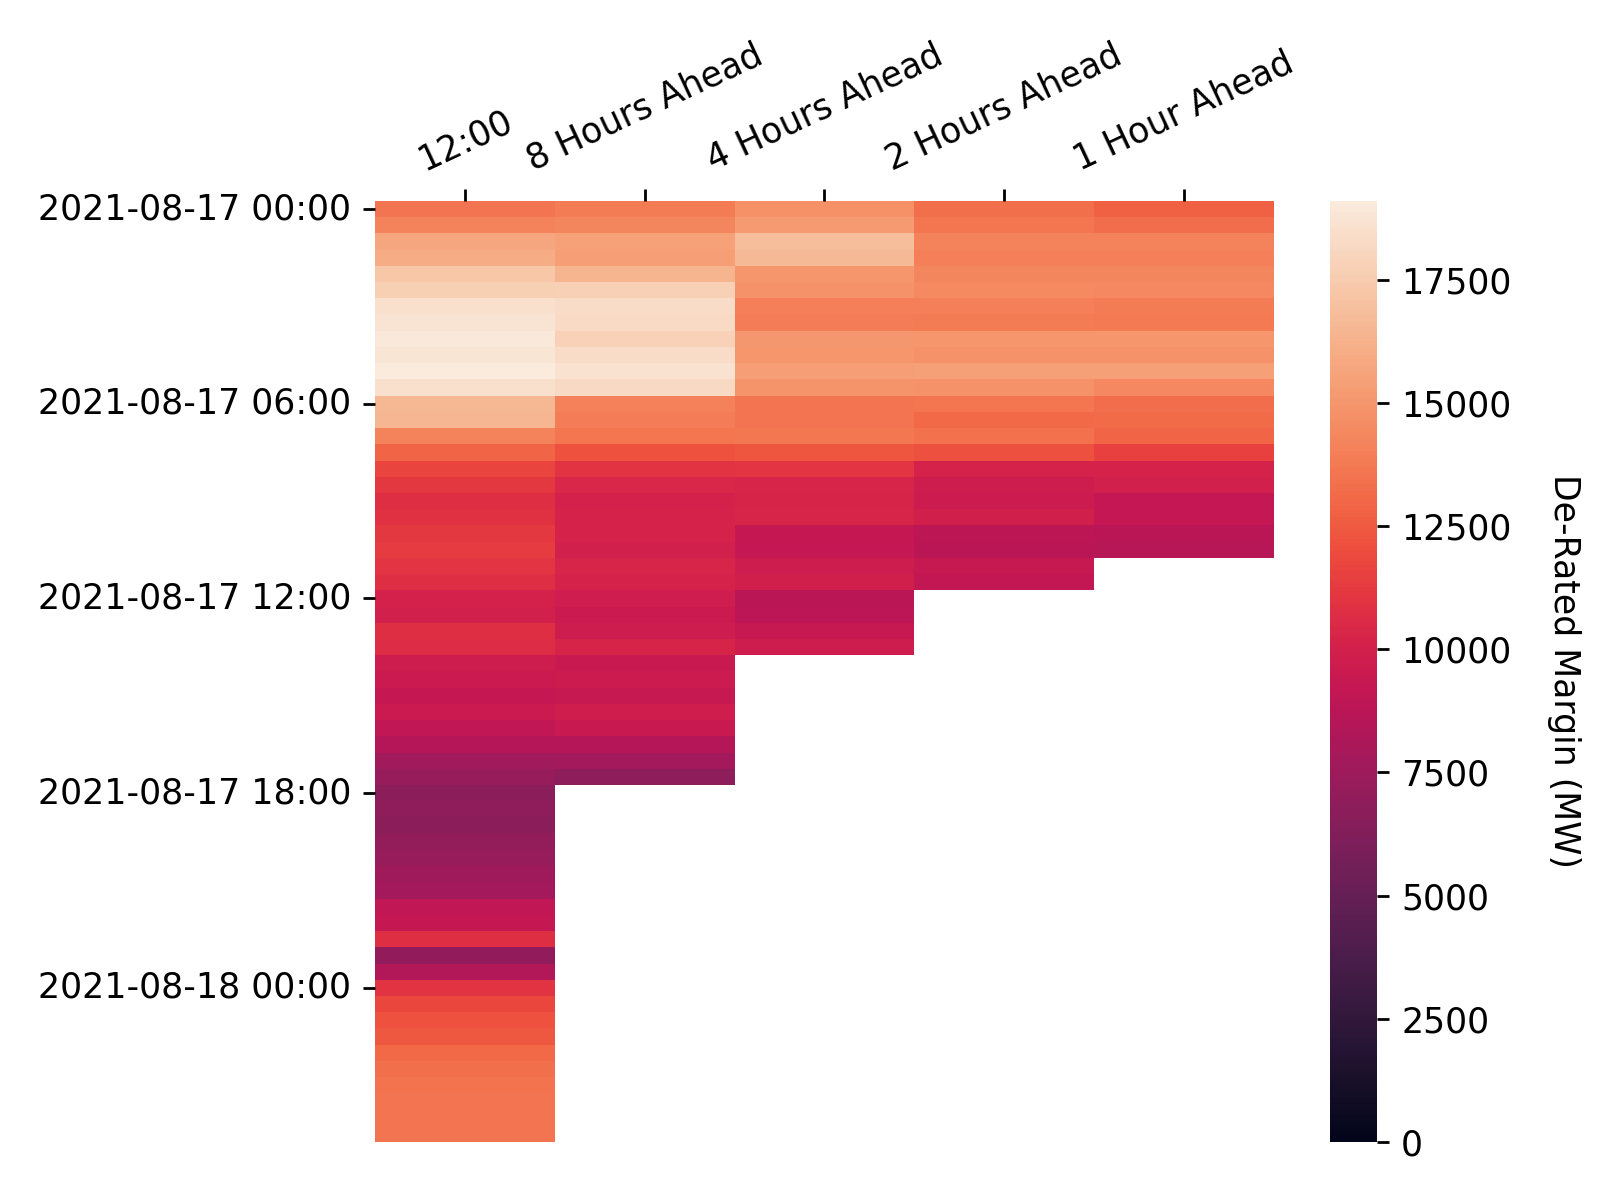 12:00
8 Hours Ahead
4 Hours Ahead
2 Hours Ahead
1 Hour Ahead
2021-08-17 00:00
2021-08-17 06:00
2021-08-17 12:00
2021-08-17 18:00
2021-08-18 00:00
17500
15000
12500
10000
7500
5000
2500
0
De-Rated Margin (MW)